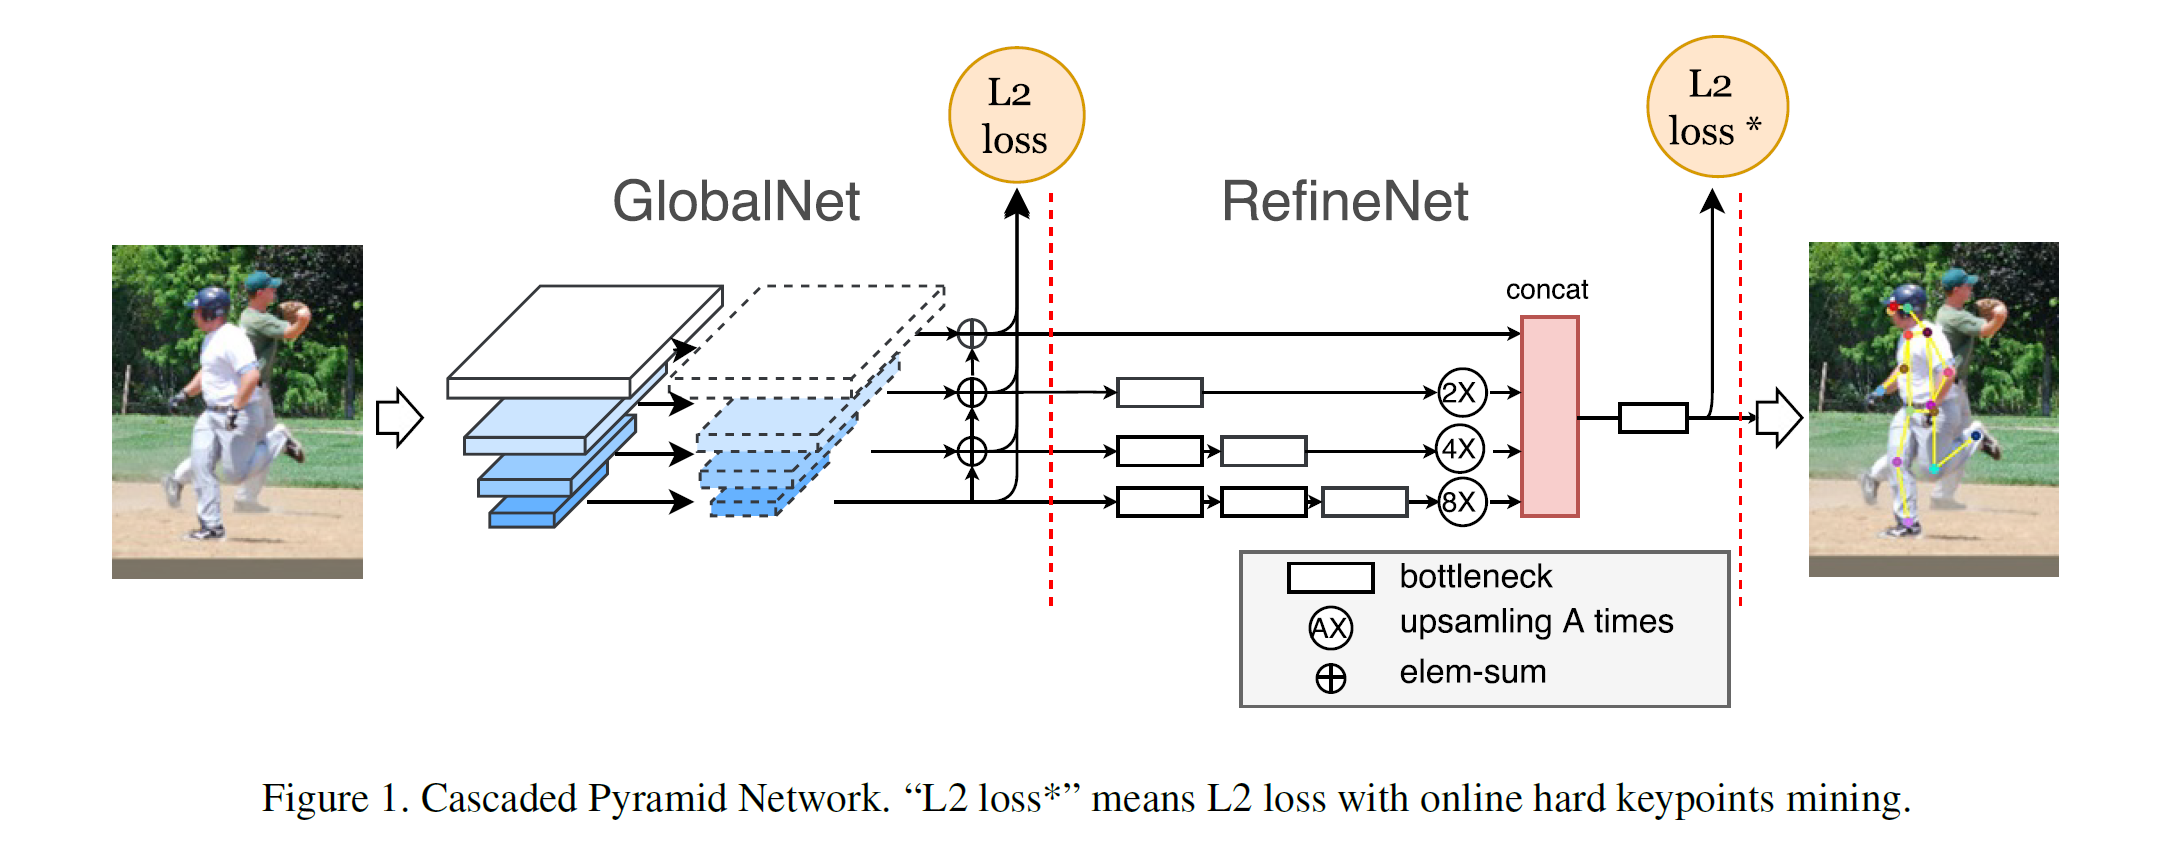 L2
loss
L2
loss *
GlobalNet
RefineNet
concat
2X
4X
8X
bottleneck
AX
upsamling A times
elem-sum
Figure 1. Cascaded Pyramid Network. “L2 loss*” means L2 loss with online hard keypoints mining.